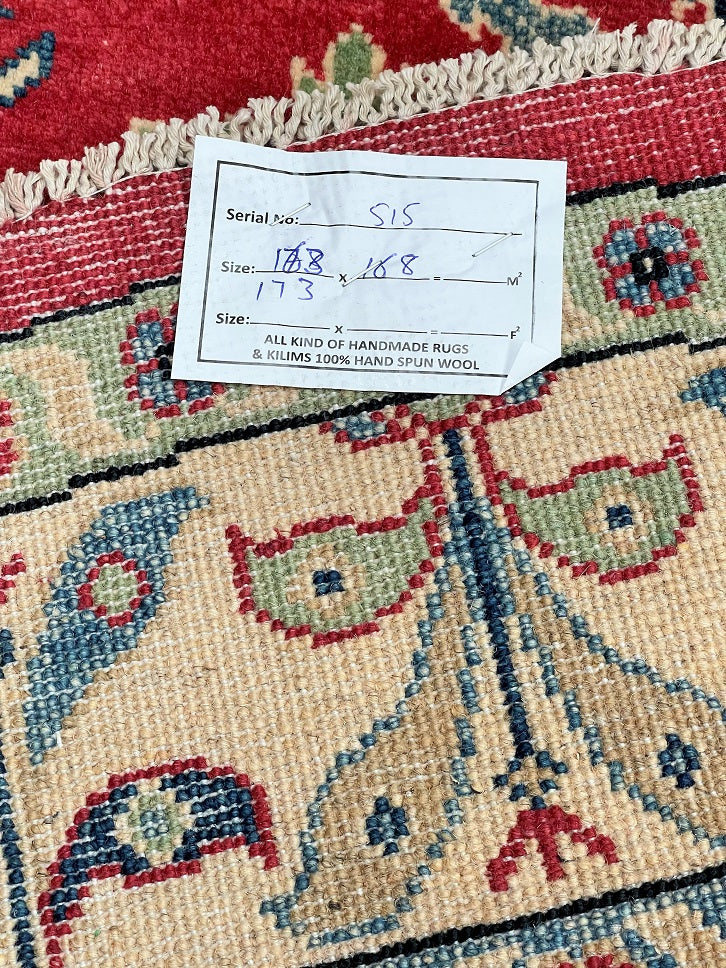 Serial No: 515
Size: 168 x 168 = M²
173
Size: x = F²
ALL KIND OF HANDMADE RUGS
& KILIMS 100% HAND SPUN WOOL